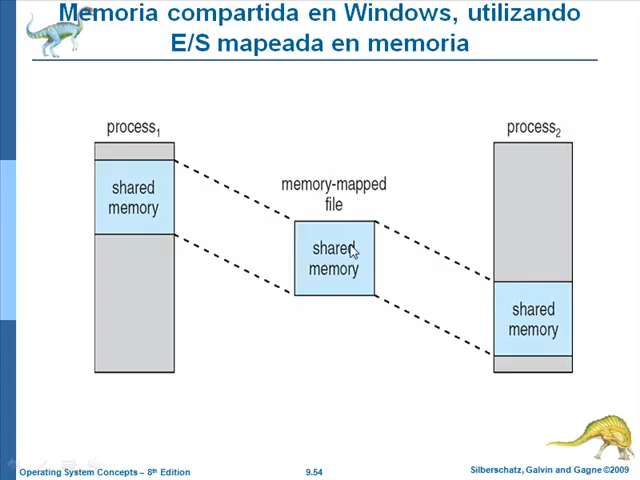 Memoria compartida en Windows, utilizando
E/S mapeada en memoria
process1
process2
memory-mapped
file
shared
memory
shared
memory
shared
memory
Operating System Concepts – 8th Edition
9.54
Silberschatz, Galvin and Gagne ©2009